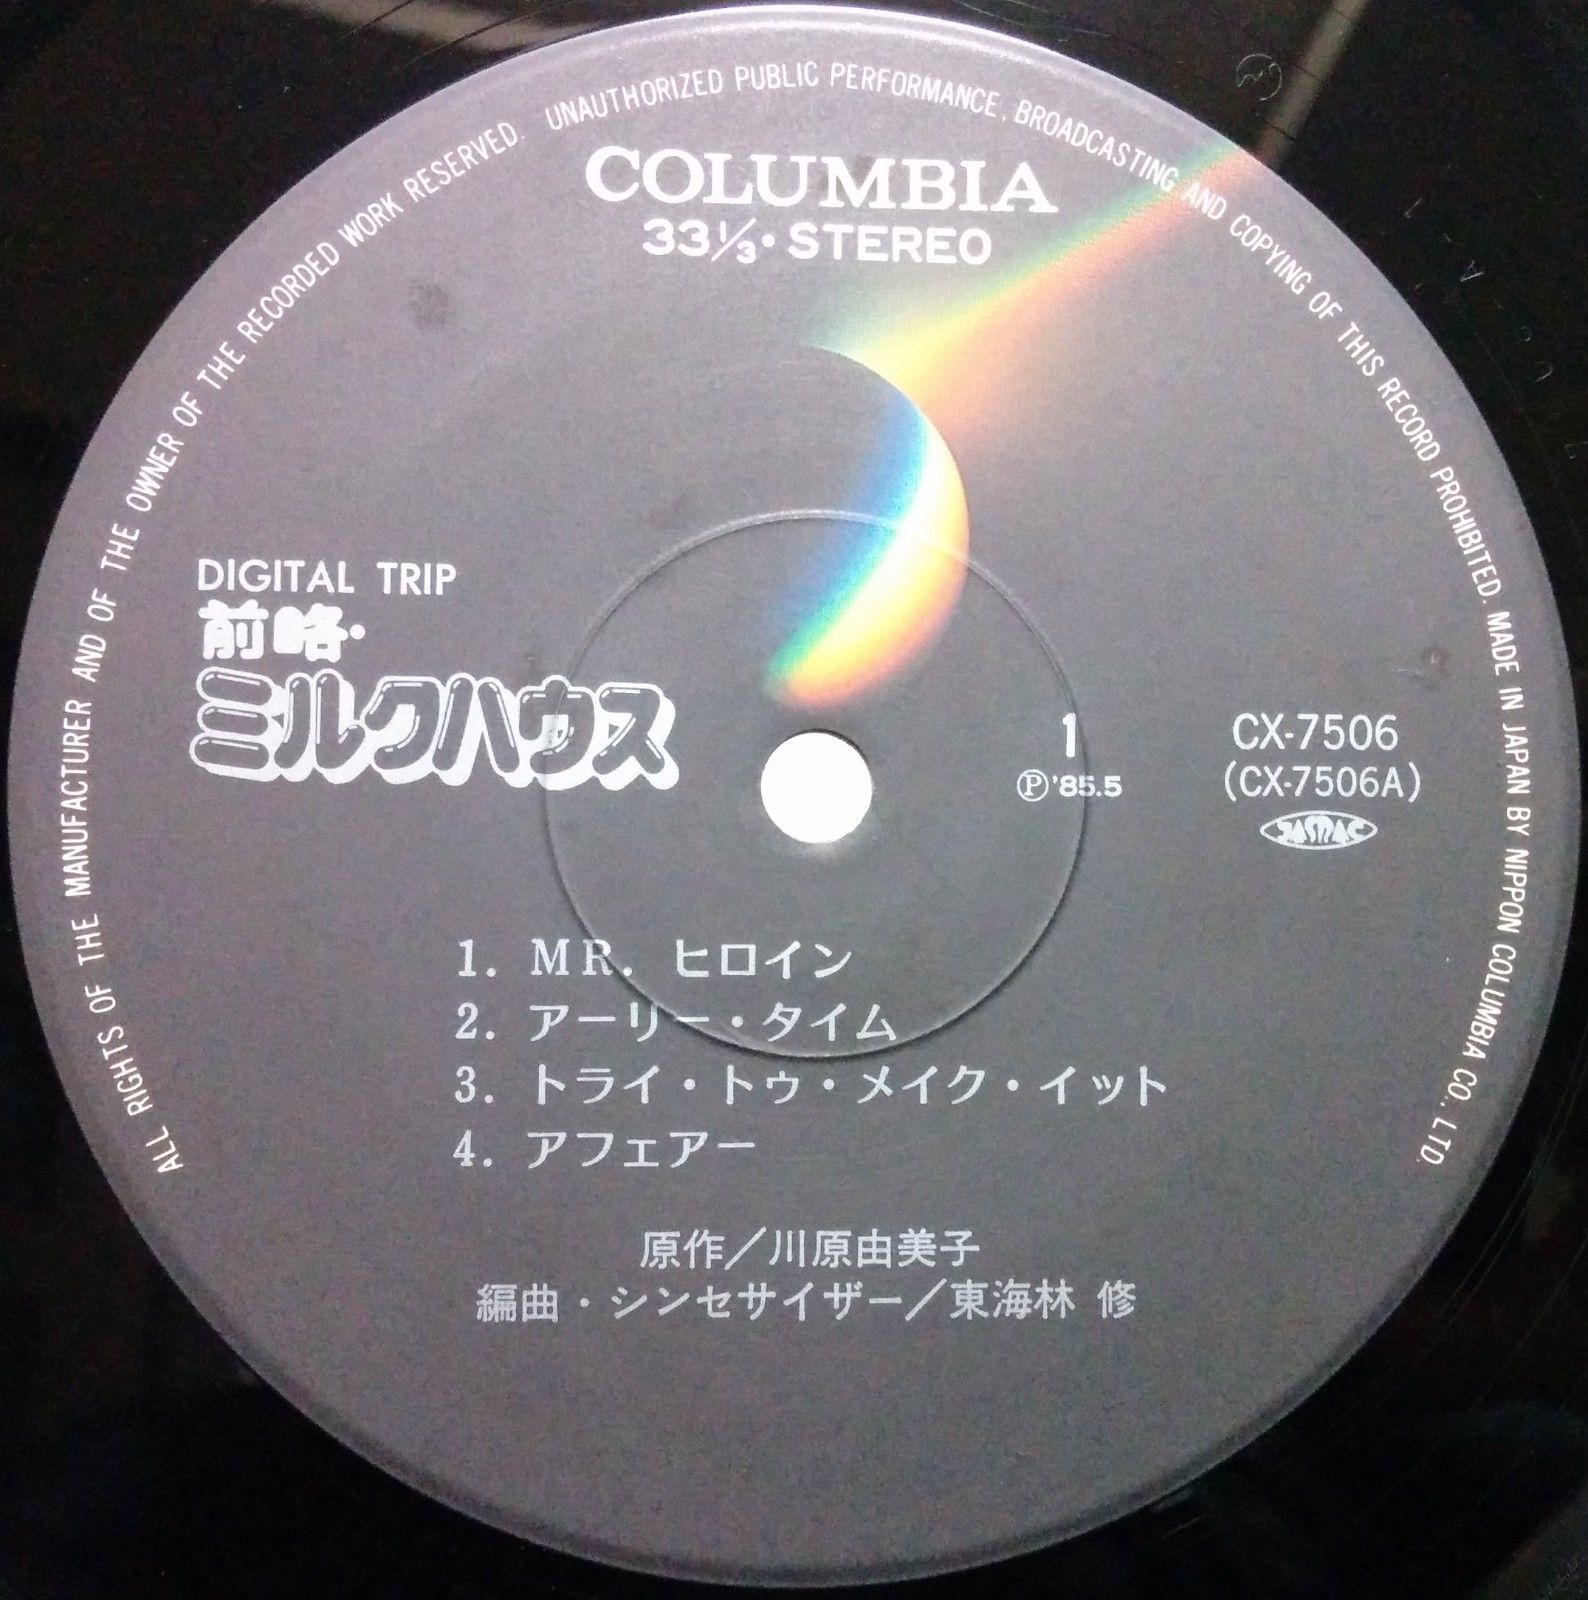 ALL RIGHTS OF THE MANUFACTURER AND OF THE OWNER OF THE RECORDED WORK RESERVED. UNAUTHORIZED PUBLIC PERFORMANCE, BROADCASTING AND COPYING OF THIS RECORD PROHIBITED. MADE IN JAPAN BY NIPPON COLUMBIA CO., LTD.
COLUMBIA
33⅓・STEREO
DIGITAL TRIP
前略・
ミルクハウス
1
Ⓟ'85.5
CX-7506
(CX-7506A)
JASRAC
1. MR. ヒロイン
2. アーリー・タイム
3. トライ・トゥ・メイク・イット
4. アフェアー
原作/川原由美子
編曲・シンセサイザー/東海林 修